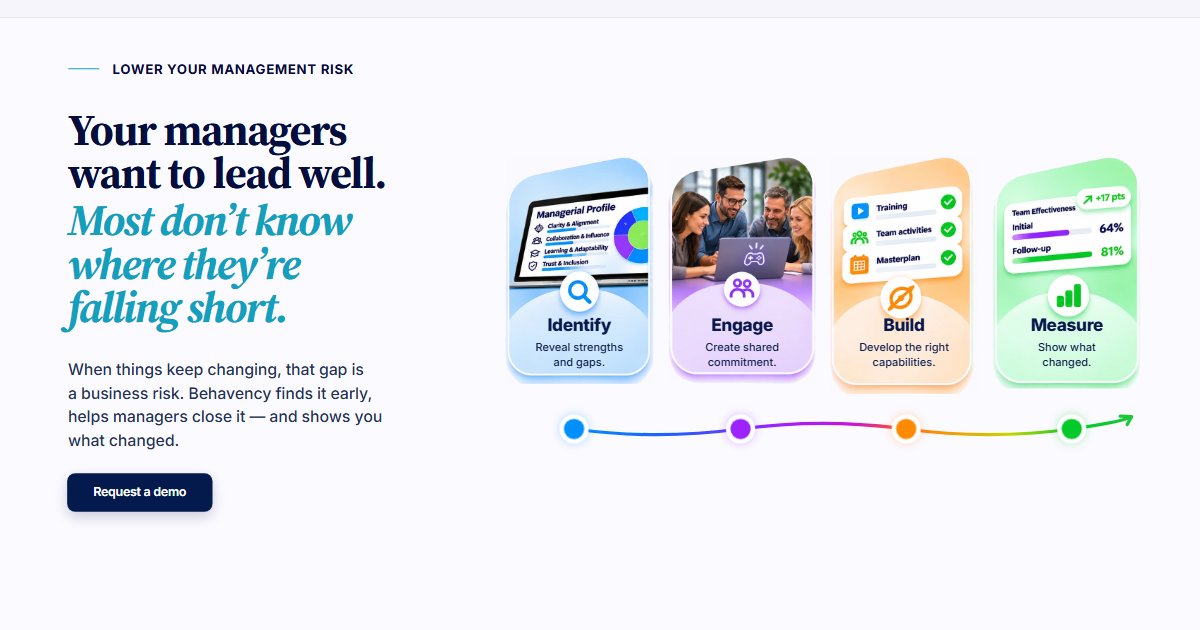 LOWER YOUR MANAGEMENT RISK
Your managers
want to lead well.
Most don't know
where they're
falling short.
When things keep changing, that gap is
a business risk. Behavency finds it early,
helps managers close it — and shows you
what changed.
Request a demo
Managerial Profile
Clarity & Alignment
Collaboration & Influence
Learning & Adaptability
Trust & Inclusion
Identify
Reveal strengths
and gaps.
Engage
Create shared
commitment.
Training
Team activities
Masterplan
Build
Develop the right
capabilities.
+17 pts
Team Effectiveness
Initial
64%
Follow-up
81%
Measure
Show what
changed.